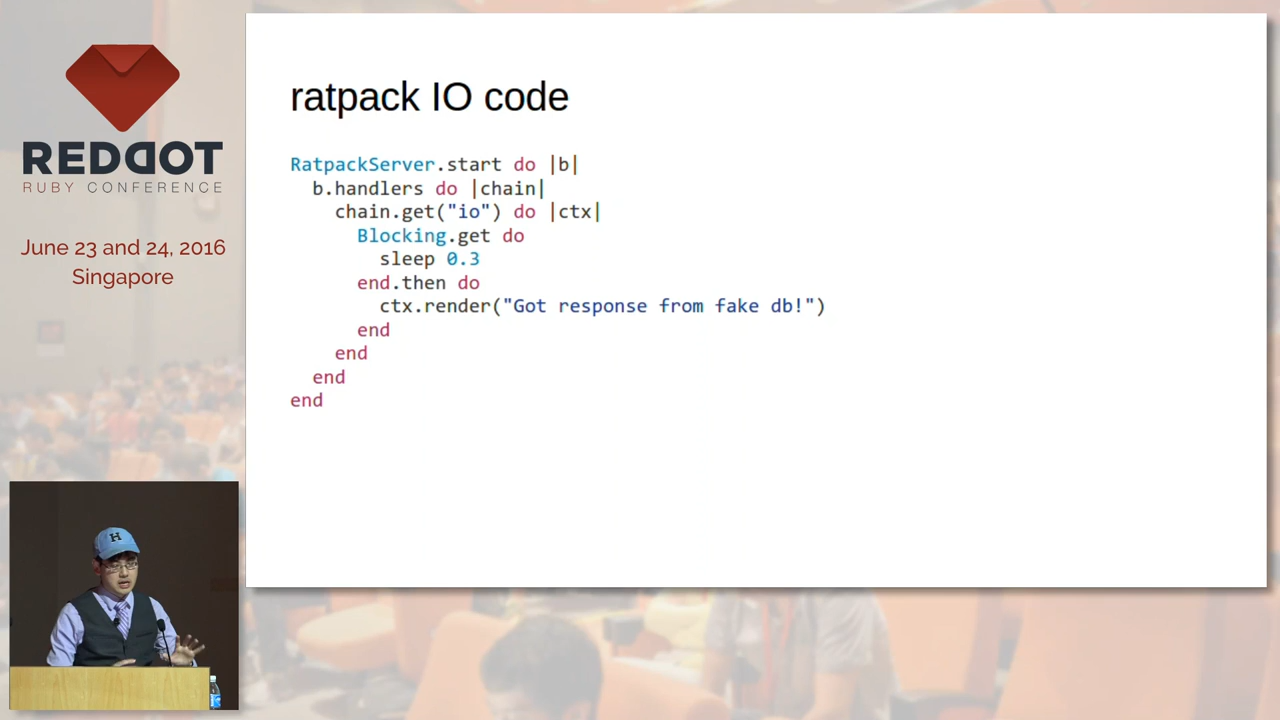 REDDOT
RUBY CONFERENCE
June 23 and 24, 2016
Singapore
ratpack IO code
RatpackServer.start do |b|
  b.handlers do |chain|
    chain.get("io") do |ctx|
      Blocking.get do
        sleep 0.3
      end.then do
        ctx.render("Got response from fake db!")
      end
    end
  end
end
H